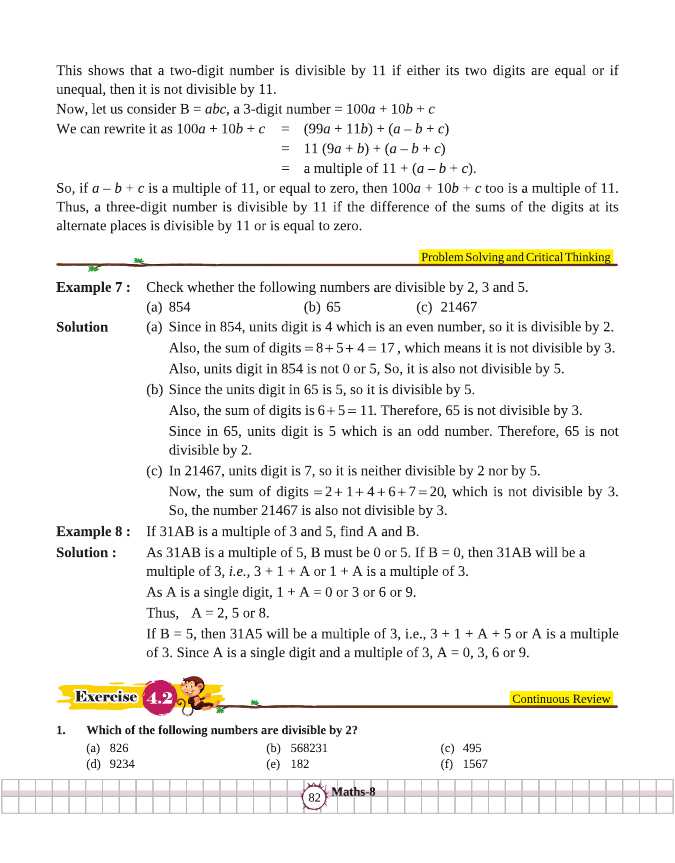 This shows that a two-digit number is divisible by 11 if either its two digits are equal or if
unequal, then it is not divisible by 11.
Now, let us consider B = abc, a 3-digit number = 100a + 10b + c
We can rewrite it as 100a + 10b + c = (99a + 11b) + (a – b + c)
= 11 (9a + b) + (a – b + c)
= a multiple of 11 + (a – b + c).
So, if a – b + c is a multiple of 11, or equal to zero, then 100a + 10b + c too is a multiple of 11.
Thus, a three-digit number is divisible by 11 if the difference of the sums of the digits at its
alternate places is divisible by 11 or is equal to zero.
Problem Solving and Critical Thinking
Example 7 : Check whether the following numbers are divisible by 2, 3 and 5.
(a) 854 (b) 65 (c) 21467
Solution (a) Since in 854, units digit is 4 which is an even number, so it is divisible by 2.
Also, the sum of digits = 8 + 5 + 4 = 17 , which means it is not divisible by 3.
Also, units digit in 854 is not 0 or 5, So, it is also not divisible by 5.
(b) Since the units digit in 65 is 5, so it is divisible by 5.
Also, the sum of digits is 6 + 5 = 11. Therefore, 65 is not divisible by 3.
Since in 65, units digit is 5 which is an odd number. Therefore, 65 is not
divisible by 2.
(c) In 21467, units digit is 7, so it is neither divisible by 2 nor by 5.
Now, the sum of digits = 2 + 1 + 4 + 6 + 7 = 20, which is not divisible by 3.
So, the number 21467 is also not divisible by 3.
Example 8 : If 31AB is a multiple of 3 and 5, find A and B.
Solution : As 31AB is a multiple of 5, B must be 0 or 5. If B = 0, then 31AB will be a
multiple of 3, i.e., 3 + 1 + A or 1 + A is a multiple of 3.
As A is a single digit, 1 + A = 0 or 3 or 6 or 9.
Thus, A = 2, 5 or 8.
If B = 5, then 31A5 will be a multiple of 3, i.e., 3 + 1 + A + 5 or A is a multiple
of 3. Since A is a single digit and a multiple of 3, A = 0, 3, 6 or 9.
Exercise 4.2
Continuous Review
1. Which of the following numbers are divisible by 2?
(a) 826 (b) 568231 (c) 495
(d) 9234 (e) 182 (f) 1567
82 Maths-8